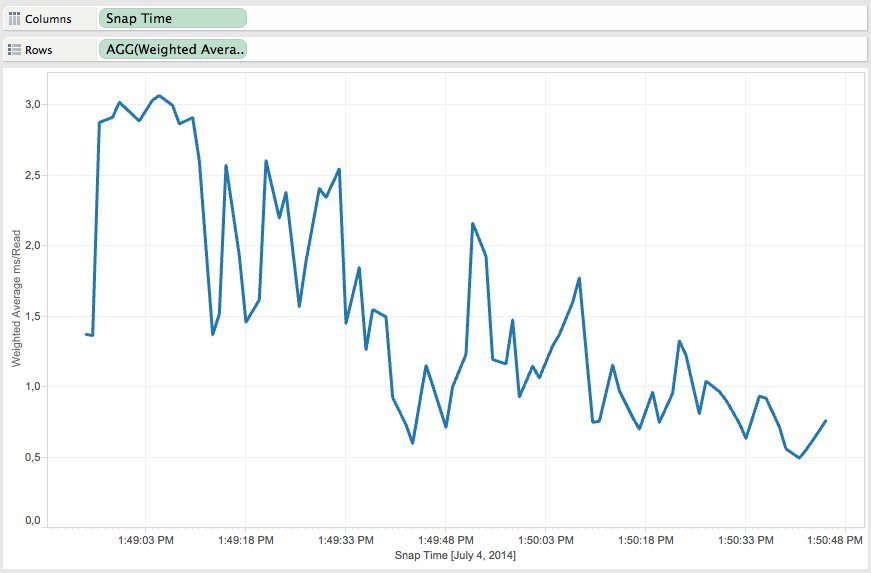 Columns Snap Time
Rows AGG(Weighted Avera..
3,0
2,5
2,0
1,5
1,0
0,5
0,0
Weighted Average ms/Read
1:49:03 PM 1:49:18 PM 1:49:33 PM 1:49:48 PM 1:50:03 PM 1:50:18 PM 1:50:33 PM 1:50:48 PM
Snap Time [July 4, 2014]